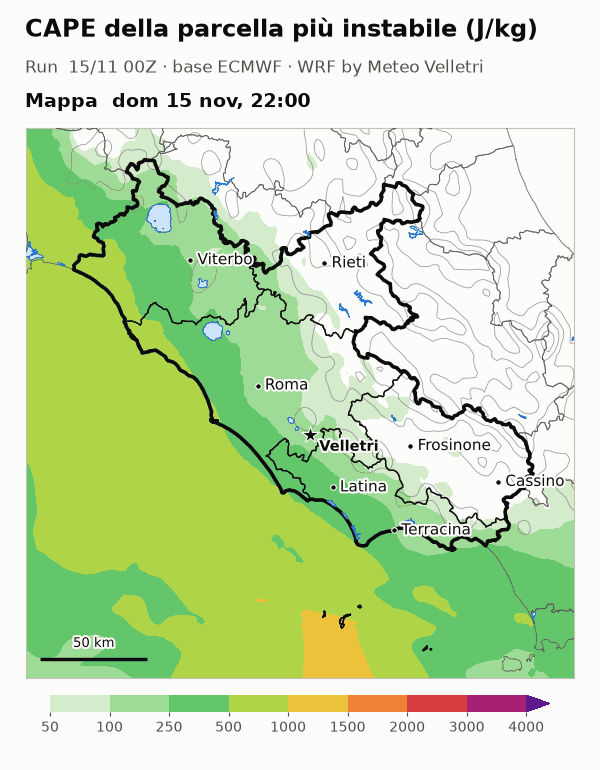 CAPE della parcella più instabile (J/kg)
Run  15/11 00Z · base ECMWF · WRF by Meteo Velletri
Mappa  dom 15 nov, 22:00
Viterbo
Rieti
Roma
Velletri
Frosinone
Cassino
Latina
Terracina
50 km
50 100 250 500 1000 1500 2000 3000 4000